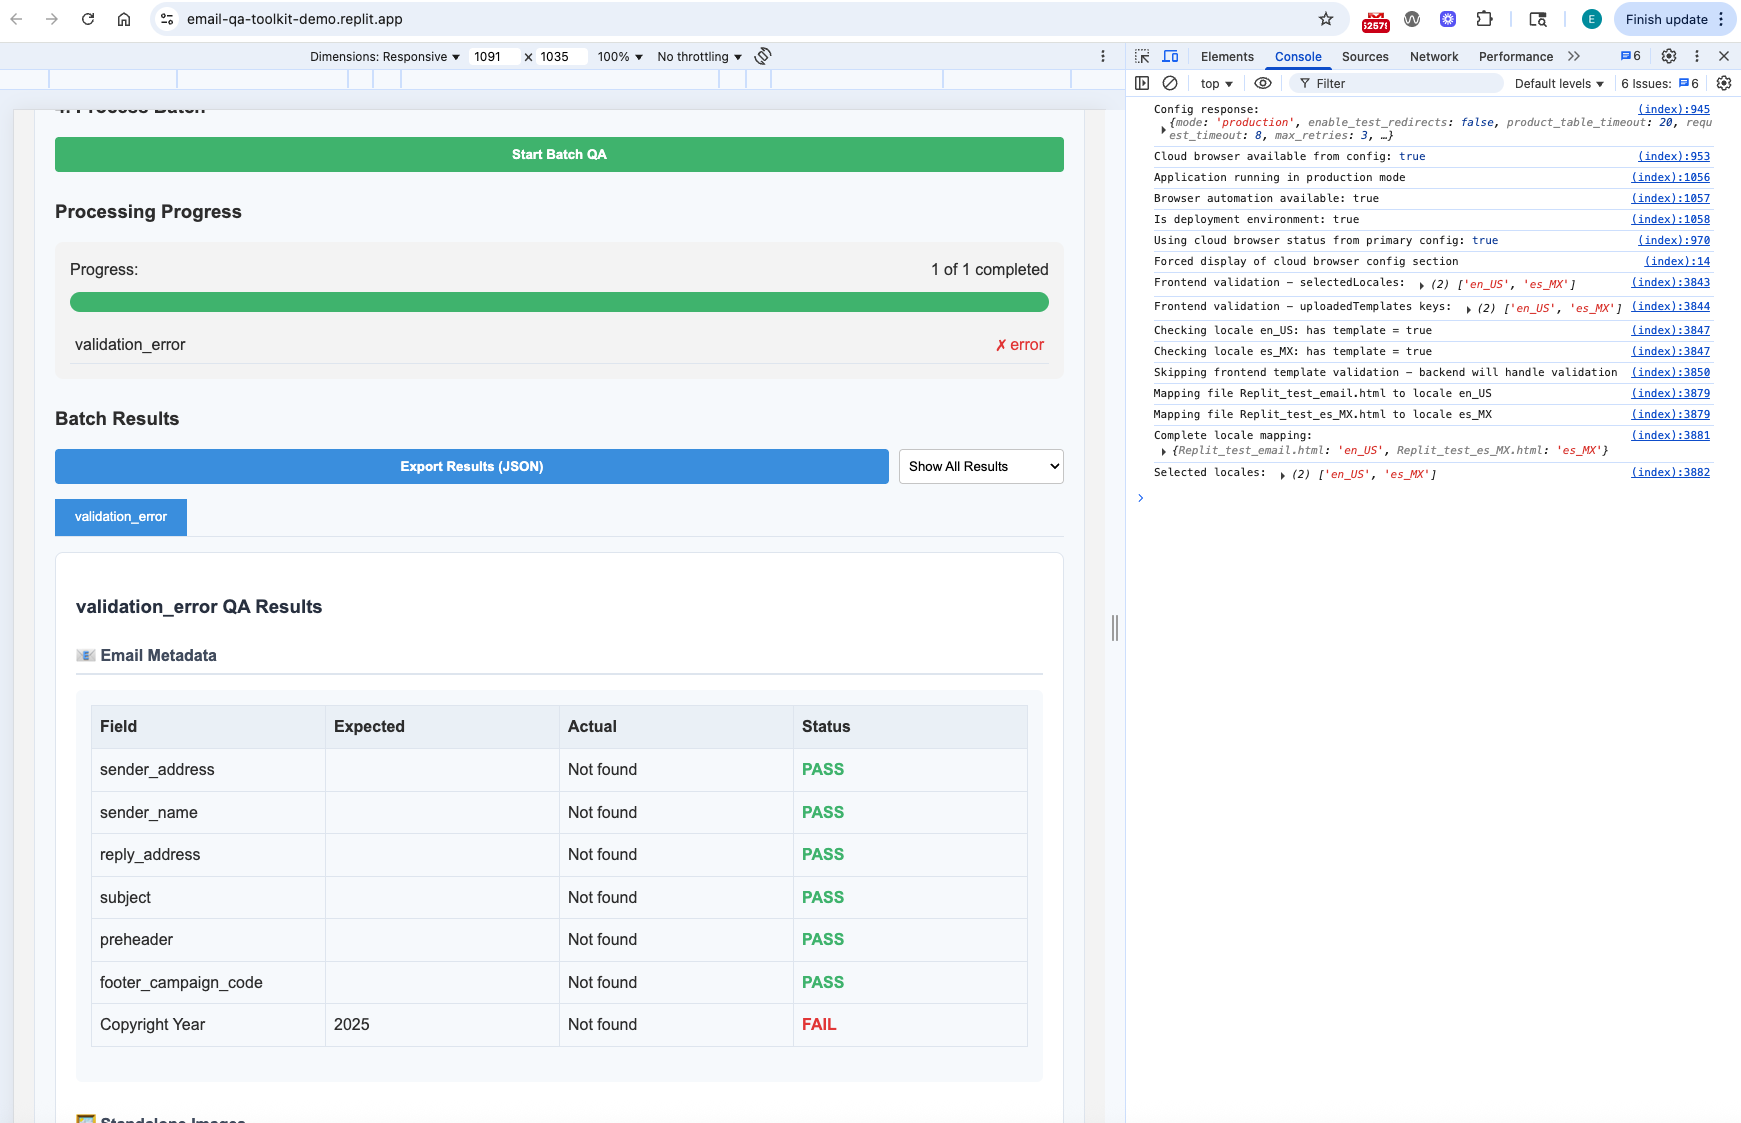 email-qa-toolkit-demo.replit.app
E
Finish update
Dimensions: Responsive 1091 x 1035 100% No throttling
Elements Console Sources Network Performance 6
top Filter Default levels 6 Issues: 6
Start Batch QA
Processing Progress
Progress: 1 of 1 completed
validation_error ✗ error
Batch Results
Export Results (JSON) Show All Results
validation_error
validation_error QA Results
Email Metadata
Field Expected Actual Status
sender_address Not found PASS
sender_name Not found PASS
reply_address Not found PASS
subject Not found PASS
preheader Not found PASS
footer_campaign_code Not found PASS
Copyright Year 2025 Not found FAIL
Config response: (index):945
{mode: 'production', enable_test_redirects: false, product_table_timeout: 20, requ
est_timeout: 8, max_retries: 3, …}
Cloud browser available from config: true (index):953
Application running in production mode (index):1056
Browser automation available: true (index):1057
Is deployment environment: true (index):1058
Using cloud browser status from primary config: true (index):970
Forced display of cloud browser config section (index):14
Frontend validation - selectedLocales: (2) ['en_US', 'es_MX'] (index):3843
Frontend validation - uploadedTemplates keys: (2) ['en_US', 'es_MX'] (index):3844
Checking locale en_US: has template = true (index):3847
Checking locale es_MX: has template = true (index):3847
Skipping frontend template validation - backend will handle validation (index):3850
Mapping file Replit_test_email.html to locale en_US (index):3879
Mapping file Replit_test_es_MX.html to locale es_MX (index):3879
Complete locale mapping: (index):3881
{Replit_test_email.html: 'en_US', Replit_test_es_MX.html: 'es_MX'}
Selected locales: (2) ['en_US', 'es_MX'] (index):3882